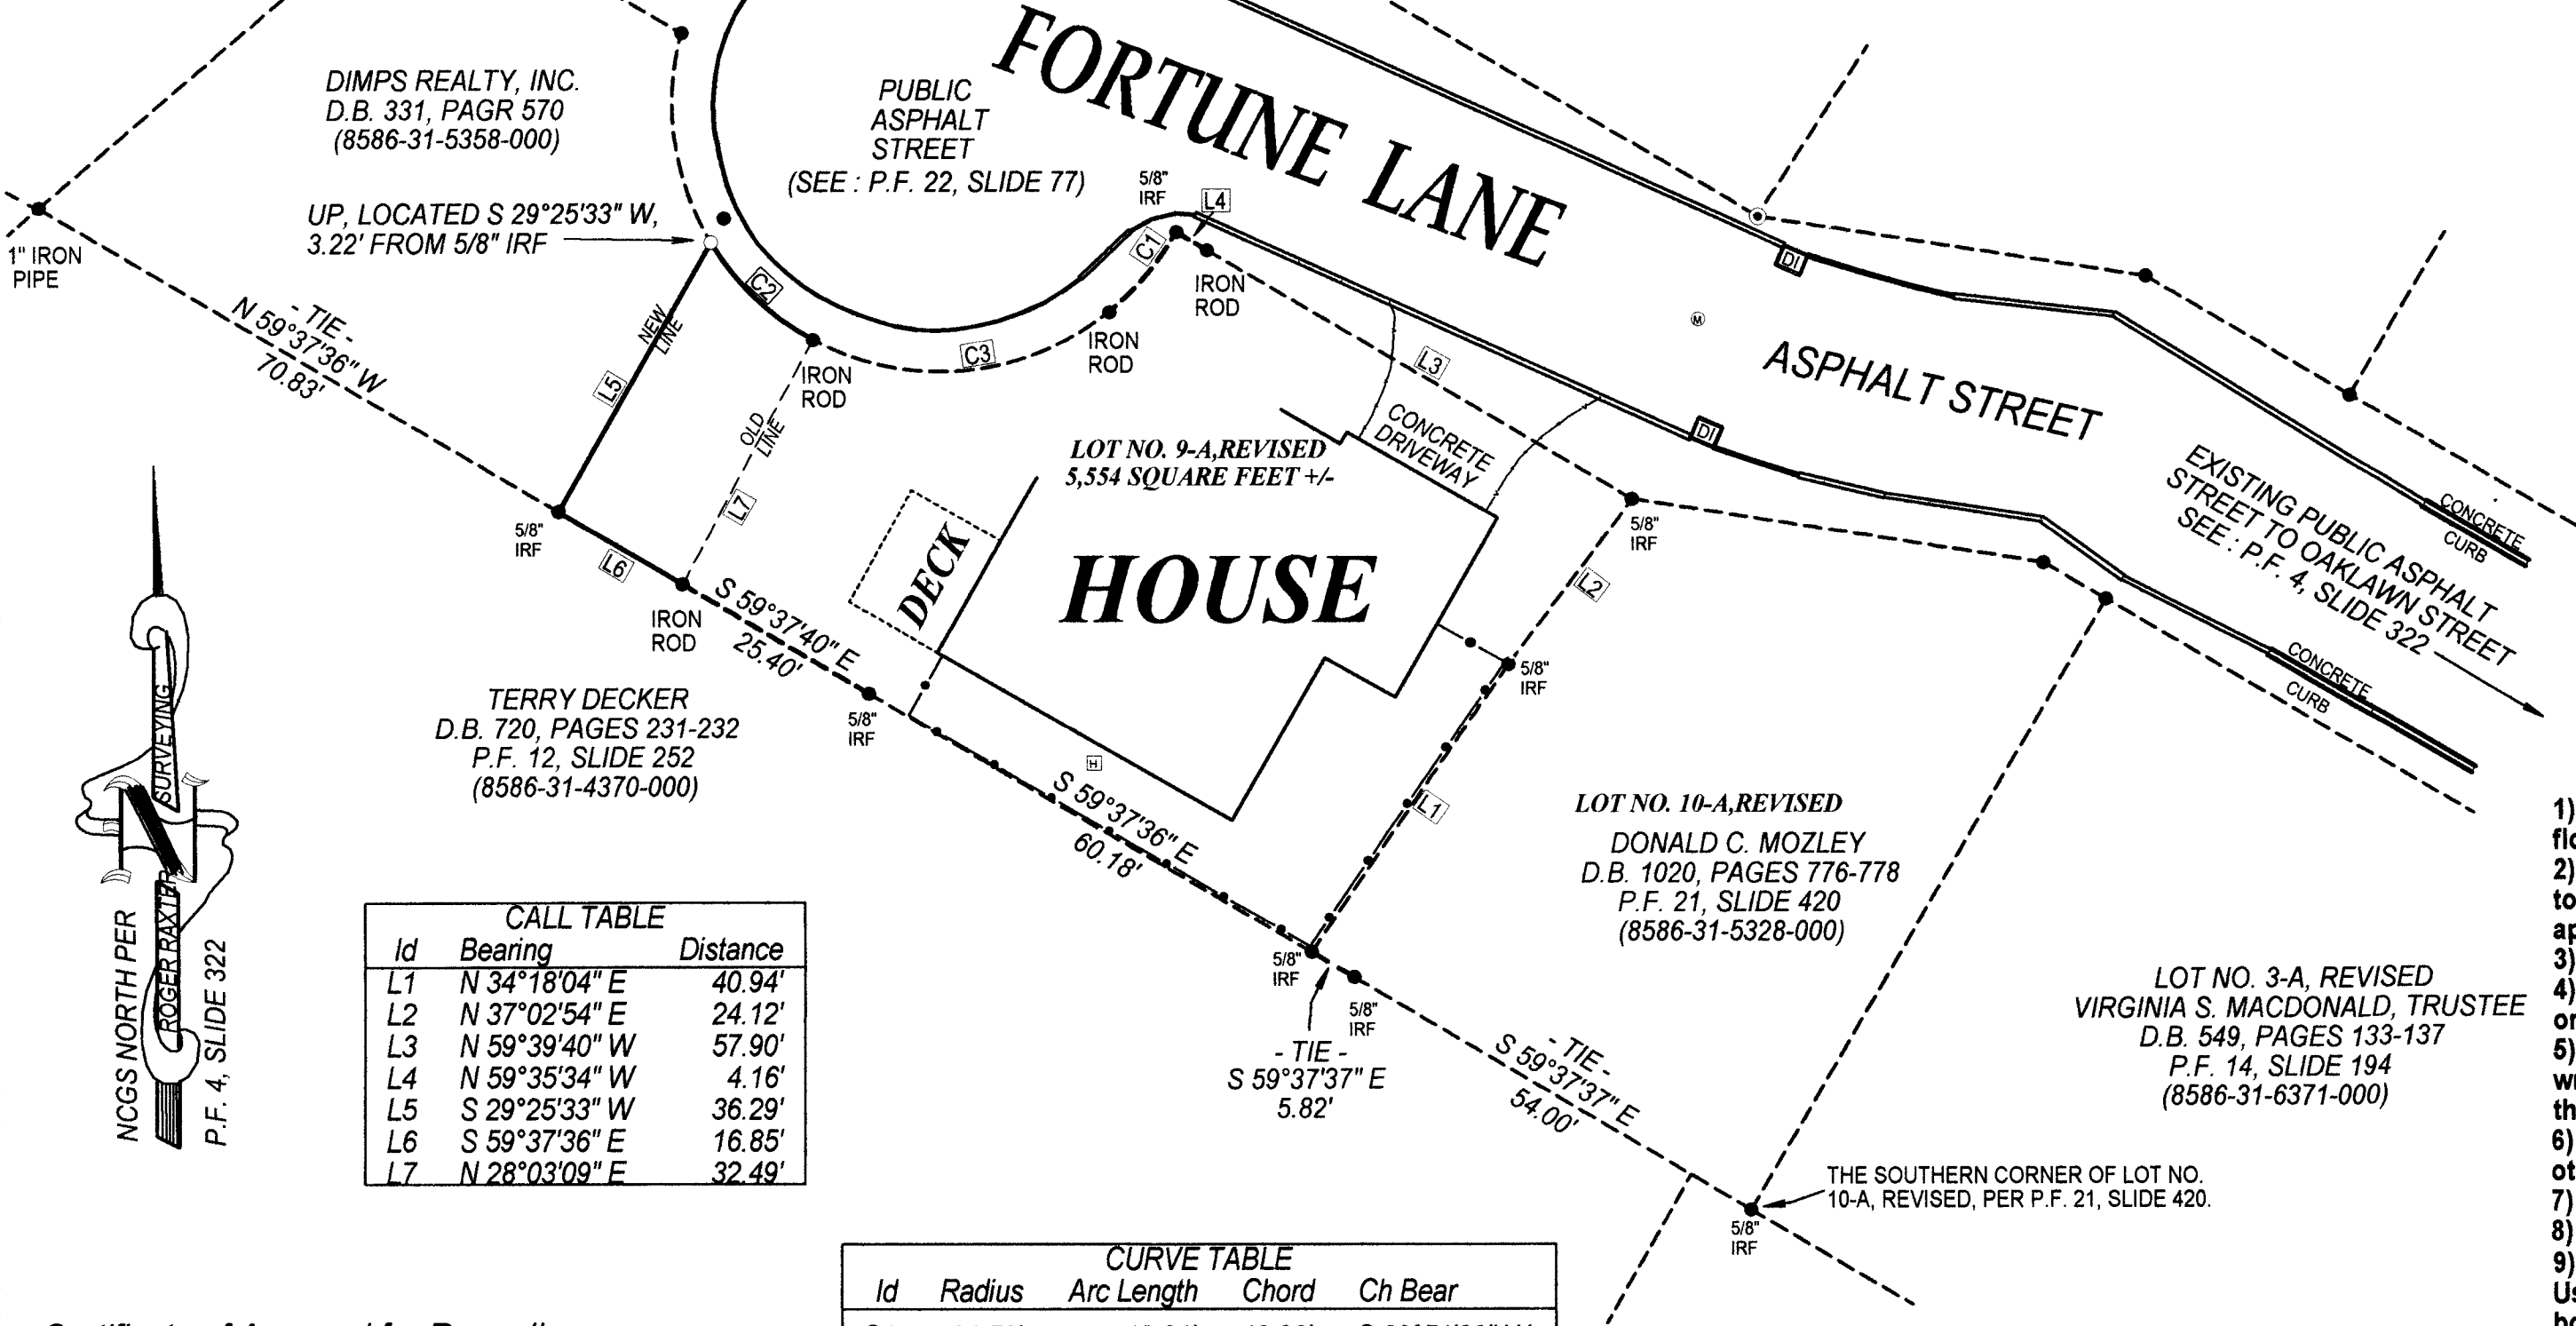 DIMPS REALTY, INC.
D.B. 331, PAGR 570
(8586-31-5358-000)
UP, LOCATED S 29°25'33" W,
3.22' FROM 5/8" IRF
1" IRON
PIPE
- TIE -
N 59°37'36" W
70.83'
PUBLIC
ASPHALT
STREET
(SEE : P.F. 22, SLIDE 77)
FORTUNE LANE
5/8"
IRF
L4
C1
IRON
ROD
C2
NEW
LINE
L5
C3
IRON
ROD
IRON
ROD
OLD
LINE
L7
L3
DI
M
ASPHALT STREET
DI
EXISTING PUBLIC ASPHALT
STREET TO OAKLAWN STREET
SEE : P.F. 4, SLIDE 322
CONCRETE
CURB
CONCRETE
CURB
CONCRETE
DRIVEWAY
LOT NO. 9-A,REVISED
5,554 SQUARE FEET +/-
DECK
HOUSE
5/8"
IRF
L2
5/8"
IRF
L1
5/8"
IRF
L6
IRON
ROD
S 59°37'40" E
25.40'
5/8"
IRF
H
S 59°37'36" E
60.18'
TERRY DECKER
D.B. 720, PAGES 231-232
P.F. 12, SLIDE 252
(8586-31-4370-000)
LOT NO. 10-A,REVISED
DONALD C. MOZLEY
D.B. 1020, PAGES 776-778
P.F. 21, SLIDE 420
(8586-31-5328-000)
LOT NO. 3-A, REVISED
VIRGINIA S. MACDONALD, TRUSTEE
D.B. 549, PAGES 133-137
P.F. 14, SLIDE 194
(8586-31-6371-000)
5/8"
IRF
5/8"
IRF
- TIE -
S 59°37'37" E
5.82'
- TIE -
S 59°37'37" E
54.00'
THE SOUTHERN CORNER OF LOT NO.
10-A, REVISED, PER P.F. 21, SLIDE 420.
5/8"
IRF
SURVEYING
N
ROGER RAXTER
NCGS NORTH PER
P.F. 4, SLIDE 322
CALL TABLE
Id Bearing Distance
L1 N 34°18'04" E 40.94'
L2 N 37°02'54" E 24.12'
L3 N 59°39'40" W 57.90'
L4 N 59°35'34" W 4.16'
L5 S 29°25'33" W 36.29'
L6 S 59°37'36" E 16.85'
L7 N 28°03'09" E 32.49'
CURVE TABLE
Id Radius Arc Length Chord Ch Bear
1)
2)
3)
4)
5)
6)
7)
8)
9)